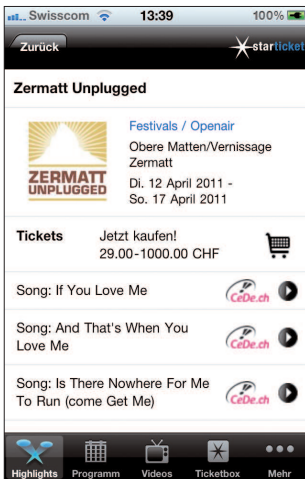 Swisscom 13:39 100%
Zurück starticket
Zermatt Unplugged
ZERMATT
UNPLUGGED
Festivals / Openair
Obere Matten/Vernissage
Zermatt
Di. 12 April 2011 -
So. 17 April 2011
Tickets Jetzt kaufen!
29.00-1000.00 CHF
Song: If You Love Me CeDe.ch
Song: And That's When You
Love Me CeDe.ch
Song: Is There Nowhere For Me
To Run (come Get Me) CeDe.ch
Highlights Programm Videos Ticketbox Mehr